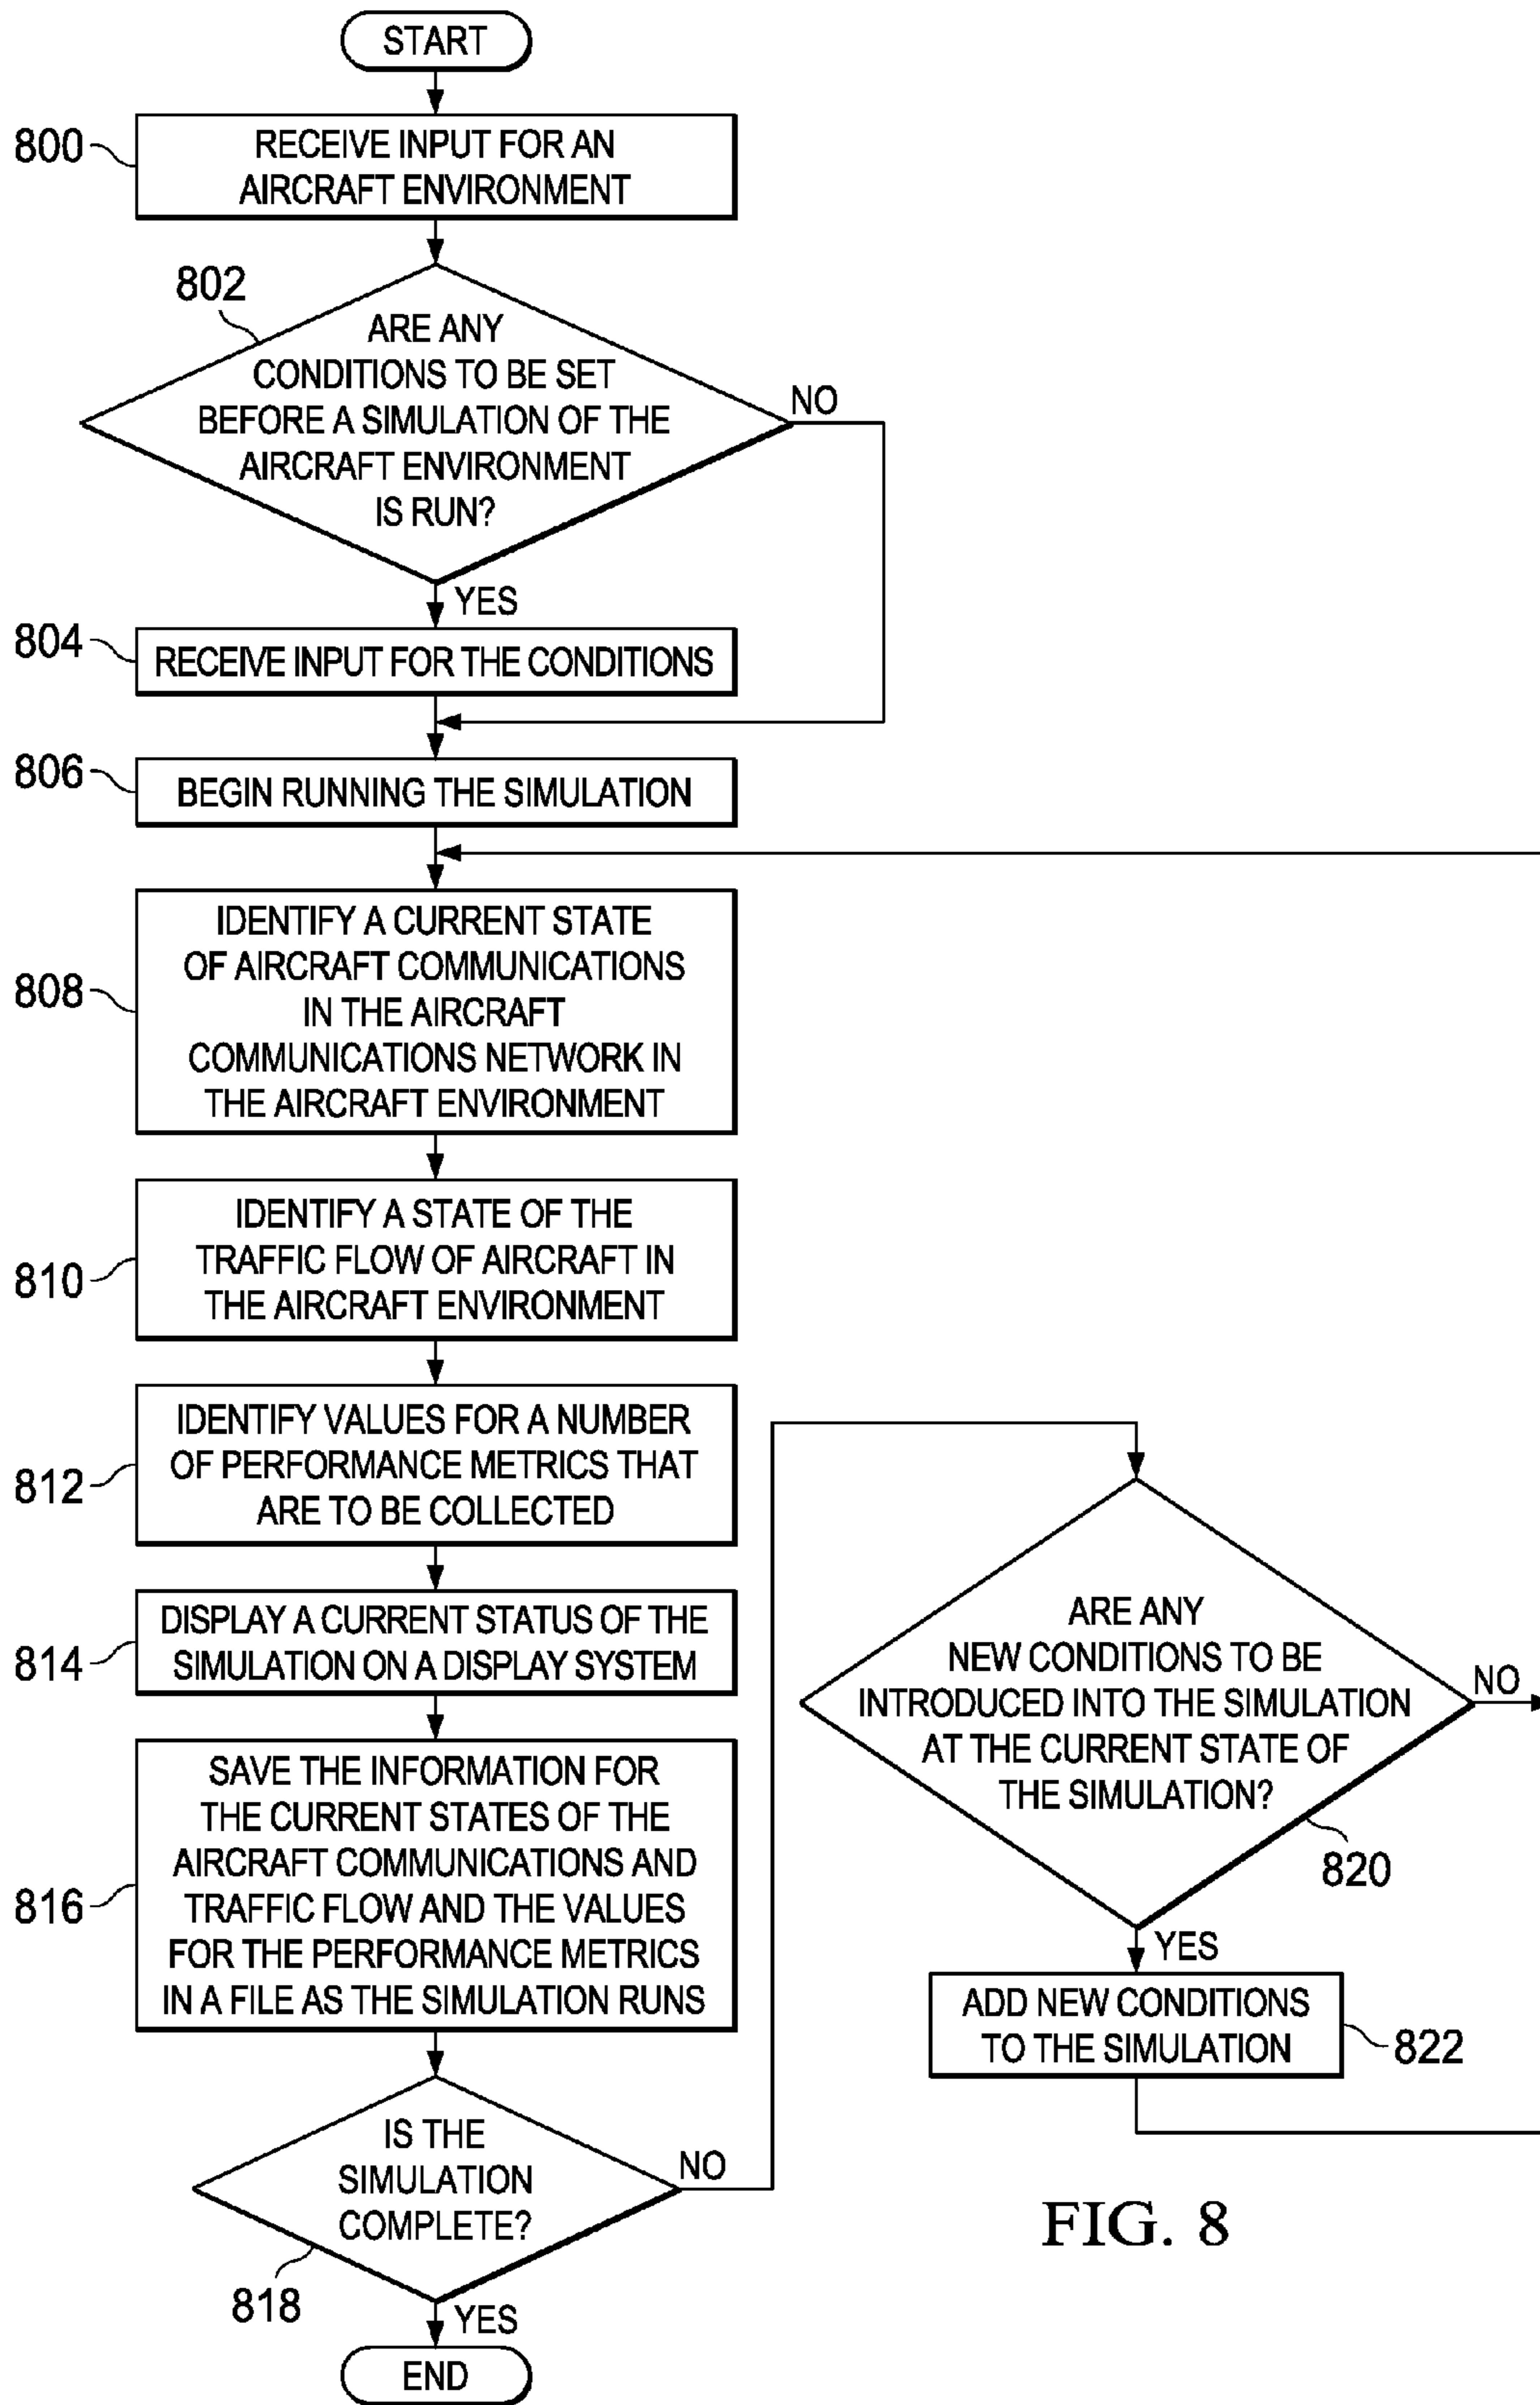 START
800
RECEIVE INPUT FOR AN
AIRCRAFT ENVIRONMENT
802
ARE ANY
CONDITIONS TO BE SET
BEFORE A SIMULATION OF THE
AIRCRAFT ENVIRONMENT
IS RUN?
NO
YES
804
RECEIVE INPUT FOR THE CONDITIONS
806
BEGIN RUNNING THE SIMULATION
808
IDENTIFY A CURRENT STATE
OF AIRCRAFT COMMUNICATIONS
IN THE AIRCRAFT
COMMUNICATIONS NETWORK IN
THE AIRCRAFT ENVIRONMENT
810
IDENTIFY A STATE OF THE
TRAFFIC FLOW OF AIRCRAFT IN
THE AIRCRAFT ENVIRONMENT
812
IDENTIFY VALUES FOR A NUMBER
OF PERFORMANCE METRICS THAT
ARE TO BE COLLECTED
814
DISPLAY A CURRENT STATUS OF THE
SIMULATION ON A DISPLAY SYSTEM
816
SAVE THE INFORMATION FOR
THE CURRENT STATES OF THE
AIRCRAFT COMMUNICATIONS AND
TRAFFIC FLOW AND THE VALUES
FOR THE PERFORMANCE METRICS
IN A FILE AS THE SIMULATION RUNS
IS THE
SIMULATION
COMPLETE?
NO
818
YES
END
ARE ANY
NEW CONDITIONS TO BE
INTRODUCED INTO THE SIMULATION
AT THE CURRENT STATE OF
THE SIMULATION?
NO
820
YES
ADD NEW CONDITIONS
TO THE SIMULATION
822
FIG. 8